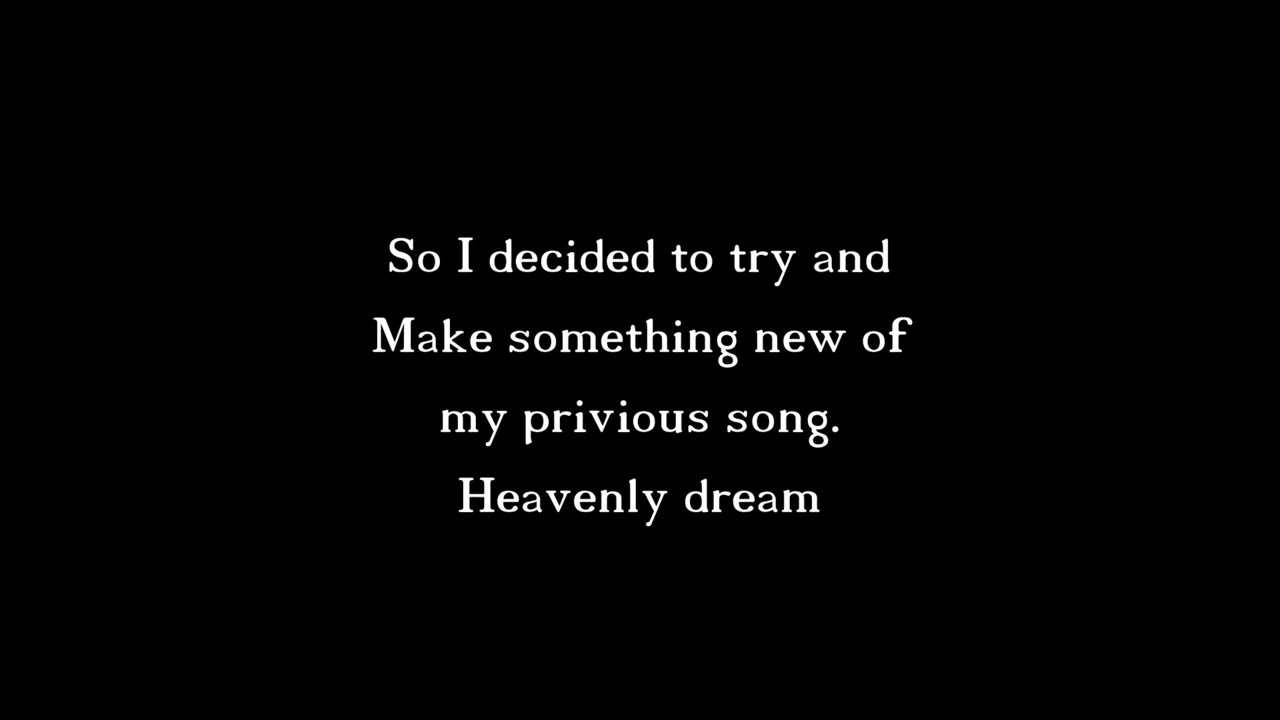 So I decided to try and
Make something new of
my privious song.
Heavenly dream